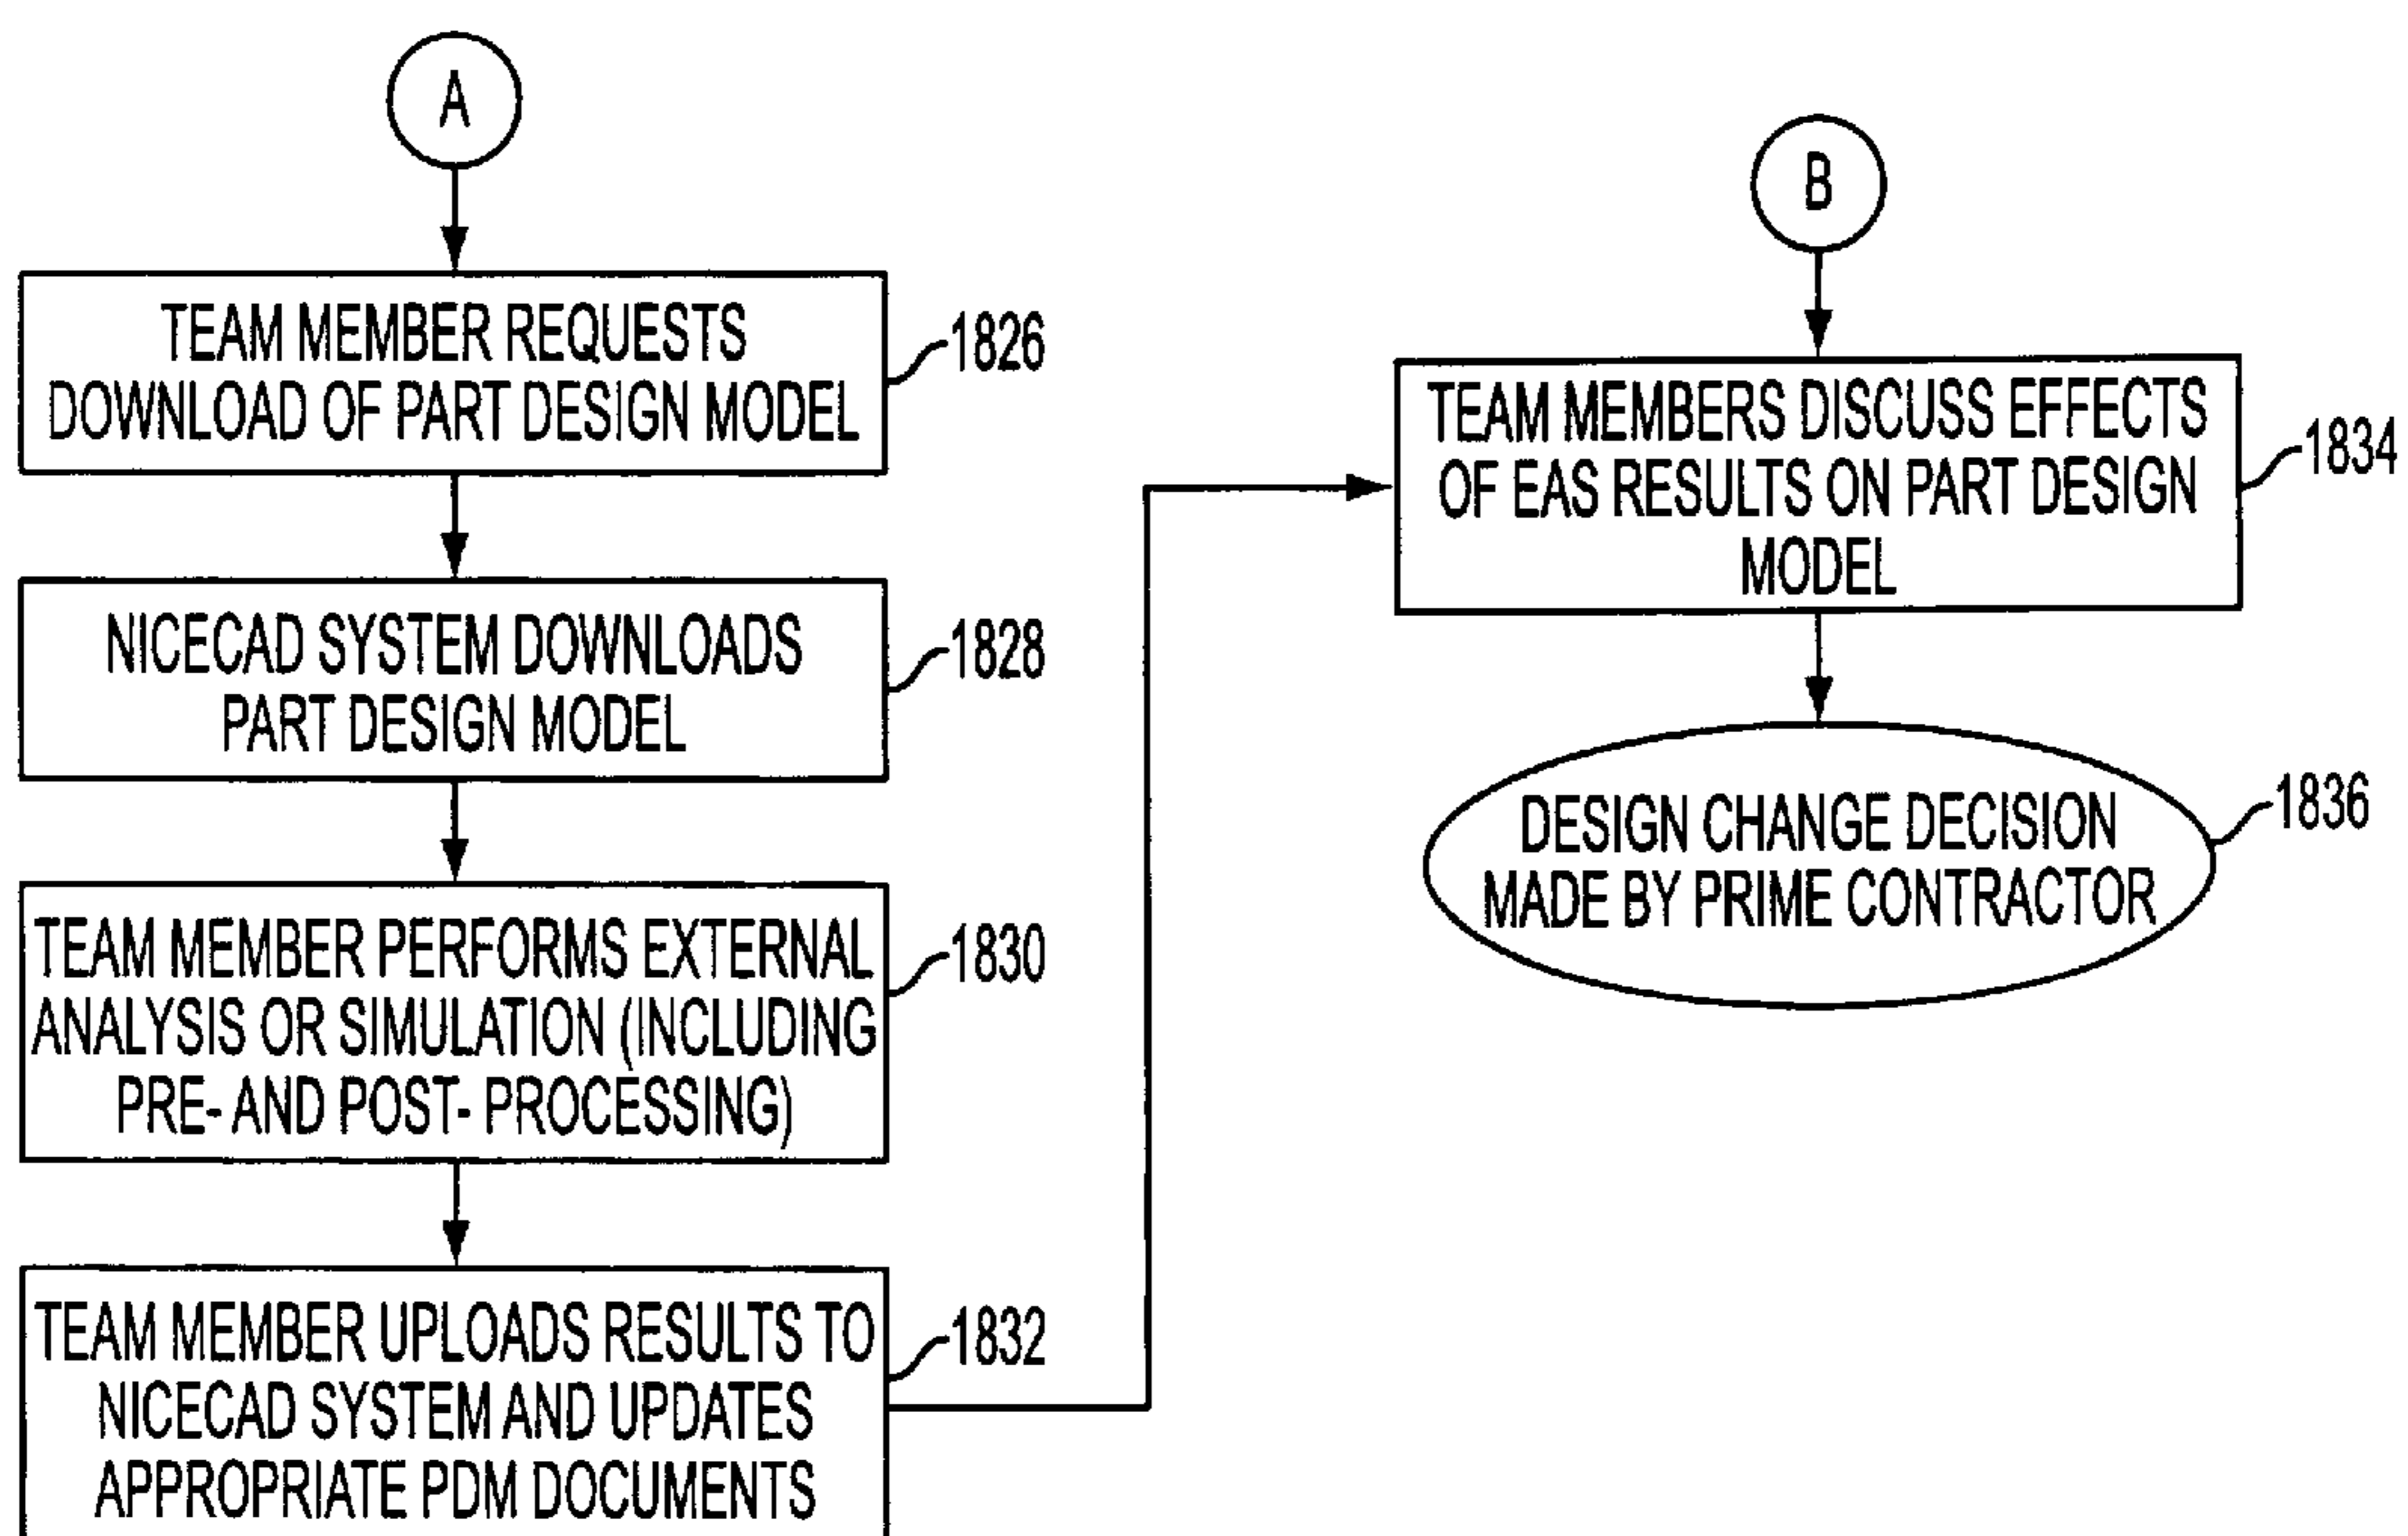 A
TEAM MEMBER REQUESTS
DOWNLOAD OF PART DESIGN MODEL
1826
NICECAD SYSTEM DOWNLOADS
PART DESIGN MODEL
1828
TEAM MEMBER PERFORMS EXTERNAL
ANALYSIS OR SIMULATION (INCLUDING
PRE- AND POST- PROCESSING)
1830
TEAM MEMBER UPLOADS RESULTS TO
NICECAD SYSTEM AND UPDATES
APPROPRIATE PDM DOCUMENTS
1832
B
TEAM MEMBERS DISCUSS EFFECTS
OF EAS RESULTS ON PART DESIGN
MODEL
1834
DESIGN CHANGE DECISION
MADE BY PRIME CONTRACTOR
1836